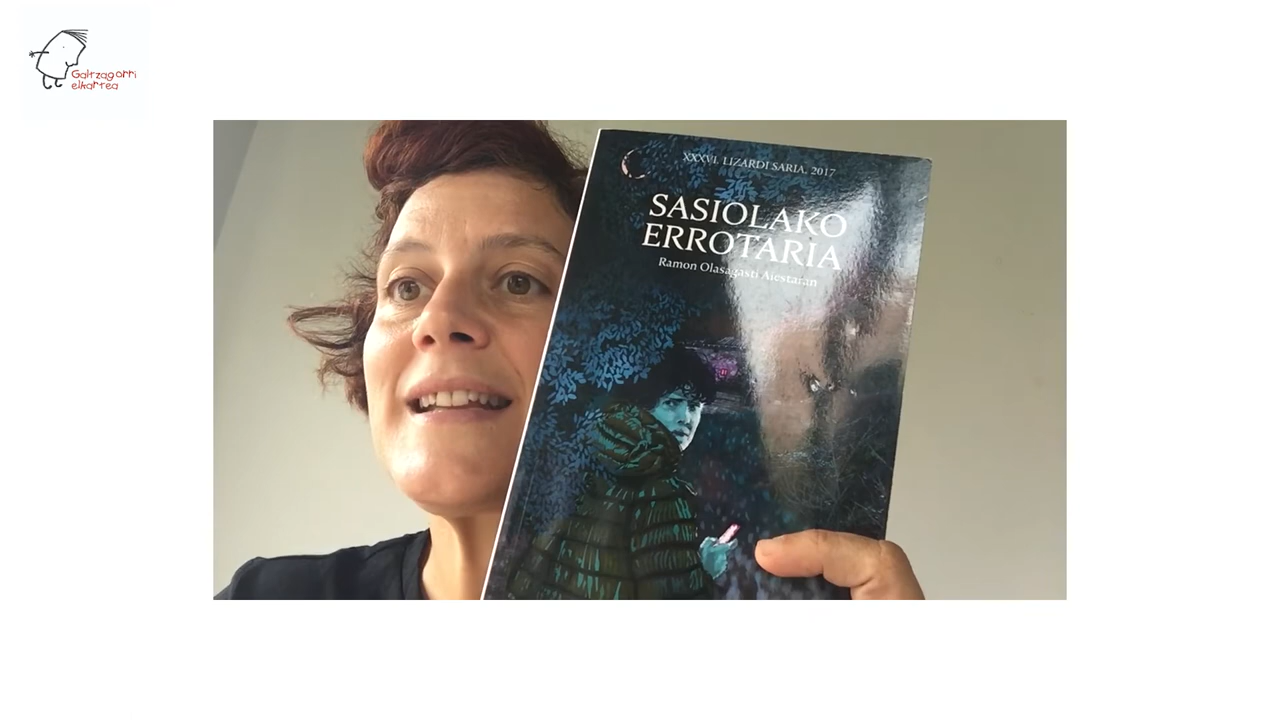 Galtzagorri
elkartea
XXXVI. LIZARDI SARIA. 2017
SASIOLAKO
ERROTARIA
Ramon Olasagasti Aiestaran